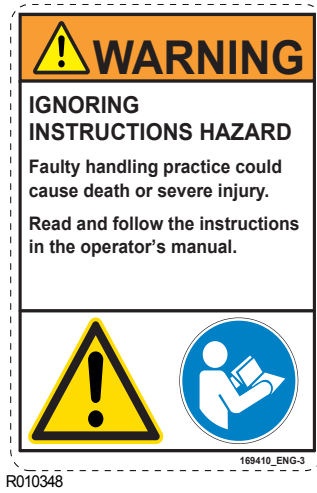 WARNING
IGNORING
INSTRUCTIONS HAZARD
Faulty handling practice could
cause death or severe injury.
Read and follow the instructions
in the operator's manual.
169410_ENG-3
R010348